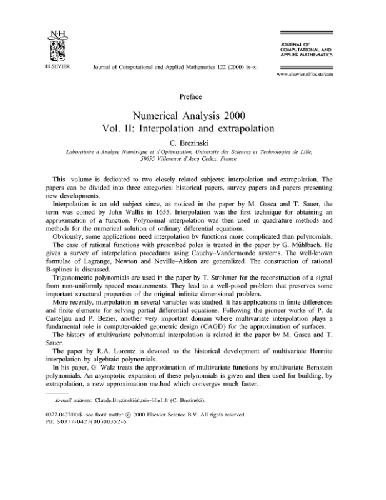 N·H
ELSEVIER
JOURNAL OF
COMPUTATIONAL AND
APPLIED MATHEMATICS
Journal of Computational and Applied Mathematics 122 (2000) ix–xi
www.elsevier.nl/locate/cam
Preface
Numerical Analysis 2000
Vol. II: Interpolation and extrapolation
C. Brezinski
Laboratoire d'Analyse Numérique et d'Optimisation, Université des Sciences et Technologies de Lille,
59655 Villeneuve d'Ascq Cedex, France
This volume is dedicated to two closely related subjects: interpolation and extrapolation. The
papers can be divided into three categories: historical papers, survey papers and papers presenting
new developments.
Interpolation is an old subject since, as noticed in the paper by M. Gasca and T. Sauer, the
term was coined by John Wallis in 1655. Interpolation was the first technique for obtaining an
approximation of a function. Polynomial interpolation was then used in quadrature methods and
methods for the numerical solution of ordinary differential equations.
Obviously, some applications need interpolation by functions more complicated than polynomials.
The case of rational functions with prescribed poles is treated in the paper by G. Mühlbach. He
gives a survey of interpolation procedures using Cauchy–Vandermonde systems. The well-known
formulas of Lagrange, Newton and Neville–Aitken are generalized. The construction of rational
B-splines is discussed.
Trigonometric polynomials are used in the paper by T. Strohmer for the reconstruction of a signal
from non-uniformly spaced measurements. They lead to a well-posed problem that preserves some
important structural properties of the original infinite dimensional problem.
More recently, interpolation in several variables was studied. It has applications in finite differences
and finite elements for solving partial differential equations. Following the pioneer works of P. de
Casteljau and P. Bézier, another very important domain where multivariate interpolation plays a
fundamental role is computer-aided geometric design (CAGD) for the approximation of surfaces.
The history of multivariate polynomial interpolation is related in the paper by M. Gasca and T.
Sauer.
The paper by R.A. Lorentz is devoted to the historical development of multivariate Hermite
interpolation by algebraic polynomials.
In his paper, G. Walz treats the approximation of multivariate functions by multivariate Bernstein
polynomials. An asymptotic expansion of these polynomials is given and then used for building, by
extrapolation, a new approximation method which converges much faster.
E-mail address: Claude.Brezinski@univ-lille1.fr (C. Brezinski).
0377-0427/00/$ - see front matter © 2000 Elsevier Science B.V. All rights reserved.